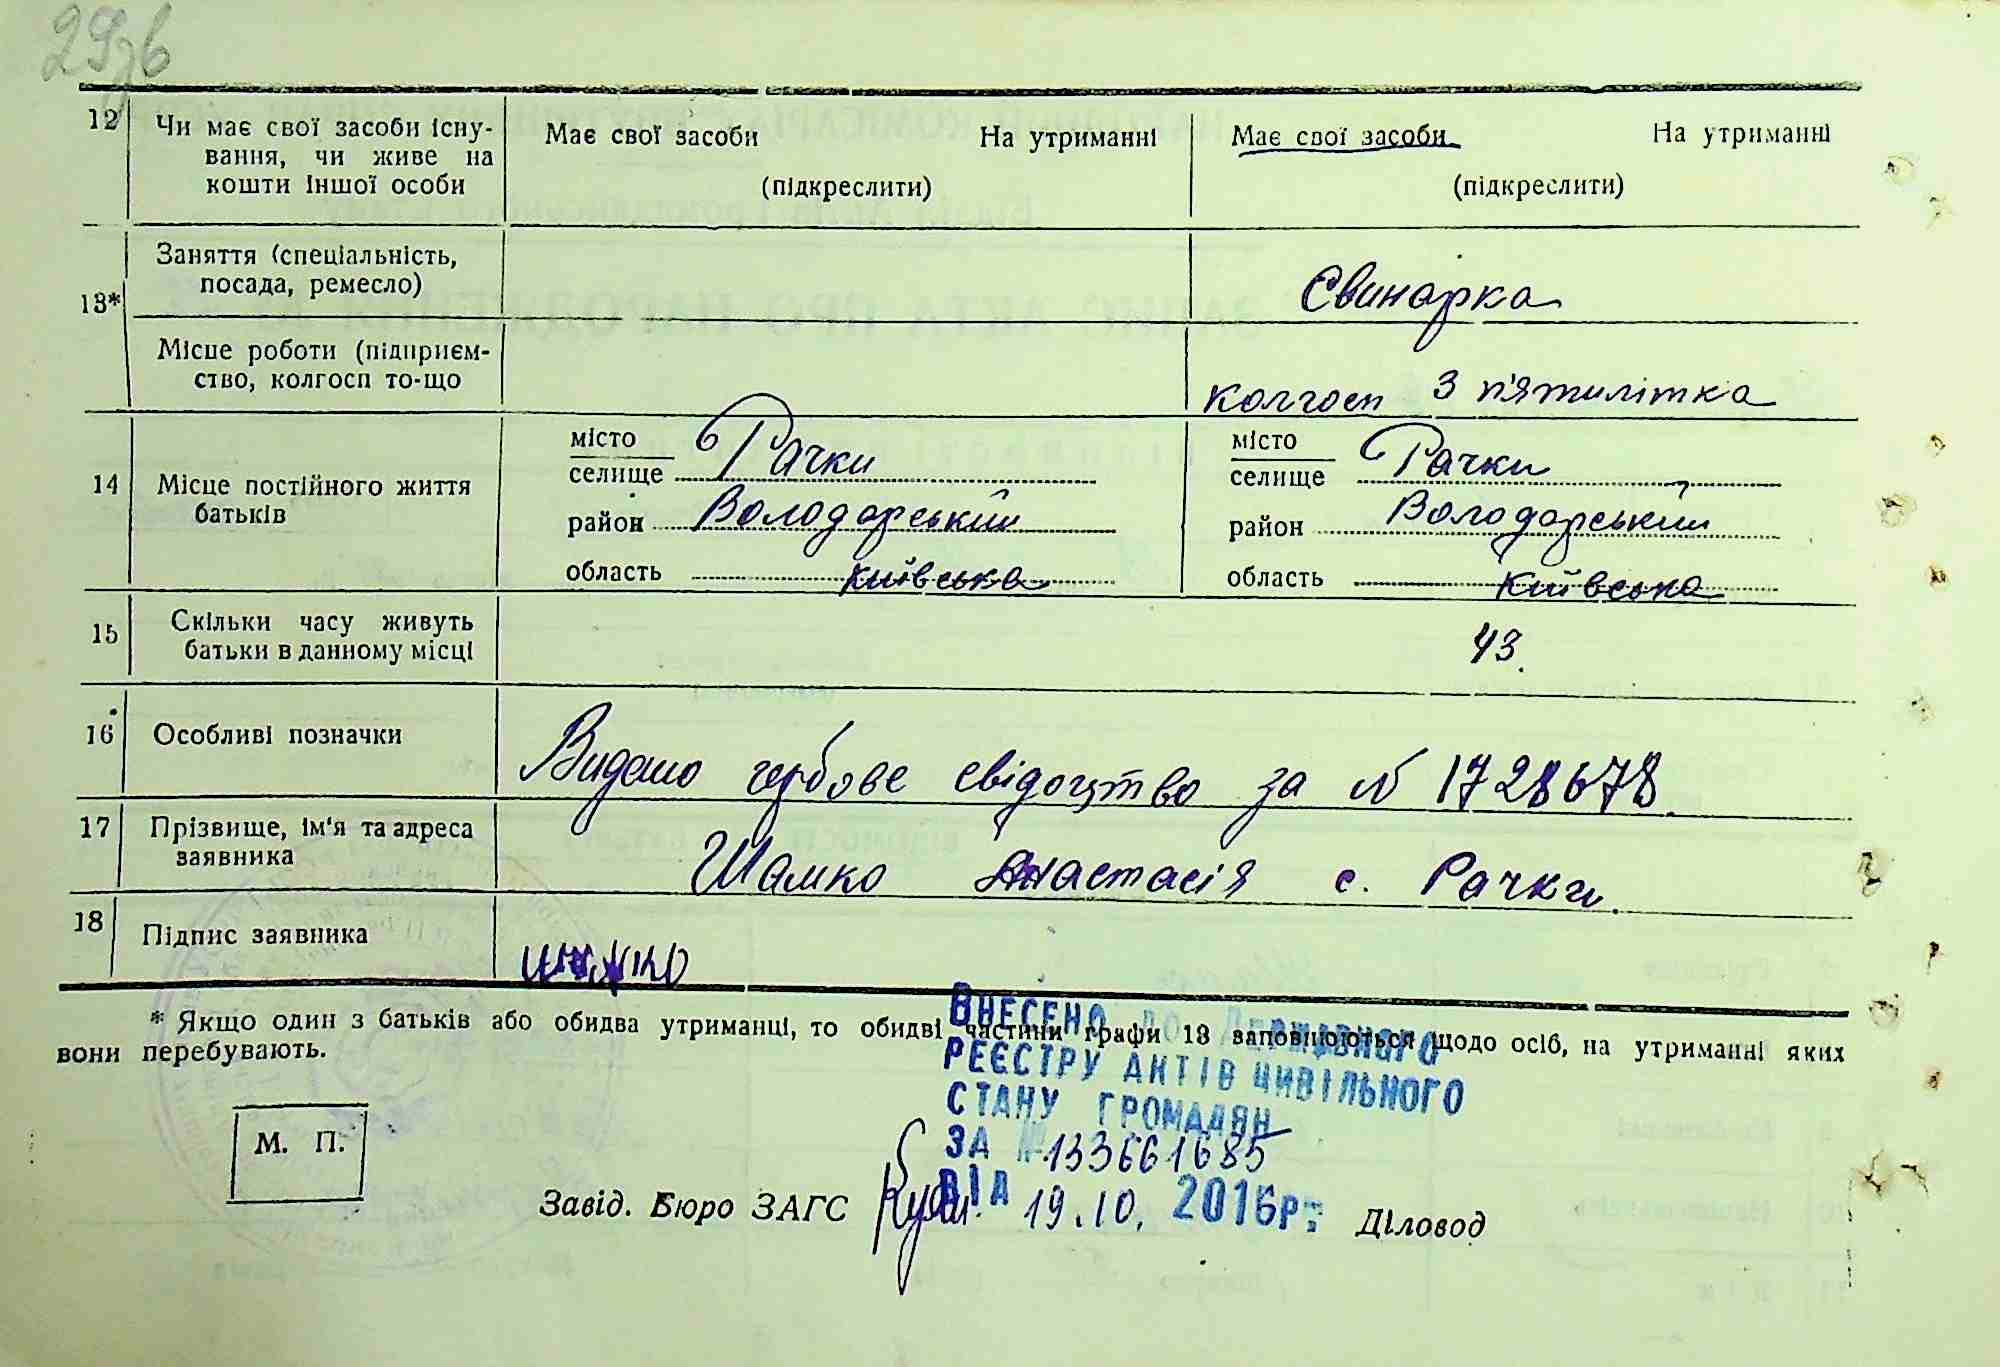 29зв
12 Чи має свої засоби існу-
вання, чи живе на
кошти іншої особи
Має свої засоби На утриманні
(підкреслити)
Має свої засоби На утриманні
(підкреслити)
13*
Заняття (спеціальність,
посада, ремесло)
Свинарка
Місце роботи (підприєм-
ство, колгосп то-що
колгосп 3 п'ятилітка
14 Місце постійного життя
батьків
місто
селище Рачки
район Володарський
область київська
місто
селище Рачки
район Володарський
область київська
15 Скільки часу живуть
батьки в данному місці
43.
16 Особливі позначки
Видано гербове свідоцтво за № 1728678.
17 Прізвище, ім'я та адреса
заявника
Шамко Анастасія с. Рачки.
18 Підпис заявника
* Якщо один з батьків або обидва утриманці, то обидві частини графи 13 заповнюються щодо осіб, на утриманні яких
вони перебувають.
ВНЕСЕНО ДО ДЕРЖАВНОГО
РЕЄСТРУ АКТІВ ЦИВІЛЬНОГО
СТАНУ ГРОМАДЯН
ЗА № 133661685
ВІД 19.10. 2016р.
М. П.
Завід. Бюро ЗАГС
Діловод